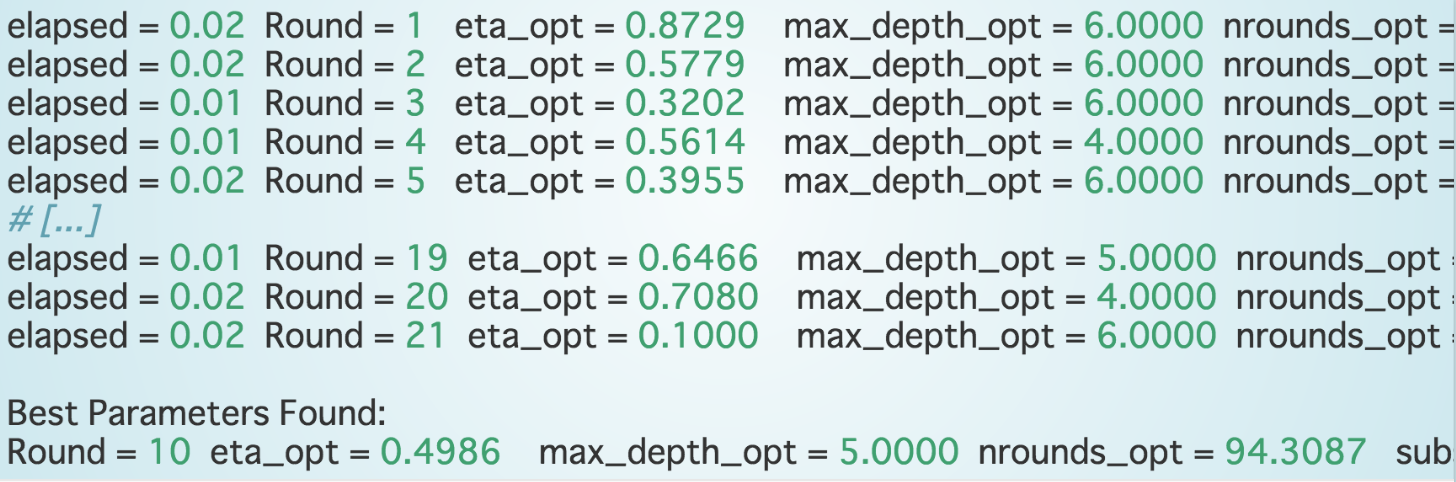 elapsed = 0.02 Round = 1 eta_opt = 0.8729 max_depth_opt = 6.0000 nrounds_opt =
elapsed = 0.02 Round = 2 eta_opt = 0.5779 max_depth_opt = 6.0000 nrounds_opt =
elapsed = 0.01 Round = 3 eta_opt = 0.3202 max_depth_opt = 6.0000 nrounds_opt =
elapsed = 0.01 Round = 4 eta_opt = 0.5614 max_depth_opt = 4.0000 nrounds_opt =
elapsed = 0.02 Round = 5 eta_opt = 0.3955 max_depth_opt = 6.0000 nrounds_opt =
# [...]
elapsed = 0.01 Round = 19 eta_opt = 0.6466 max_depth_opt = 5.0000 nrounds_opt
elapsed = 0.02 Round = 20 eta_opt = 0.7080 max_depth_opt = 4.0000 nrounds_opt
elapsed = 0.02 Round = 21 eta_opt = 0.1000 max_depth_opt = 6.0000 nrounds_opt
Best Parameters Found:
Round = 10 eta_opt = 0.4986 max_depth_opt = 5.0000 nrounds_opt = 94.3087 sub